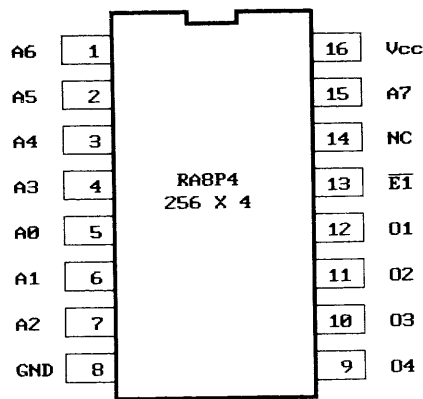 A6 1 16 Vcc
A5 2 15 A7
A4 3 14 NC
A3 4 RA8P4 13 E̅1̅
256 X 4
A0 5 12 O1
A1 6 11 O2
A2 7 10 O3
GND 8 9 O4